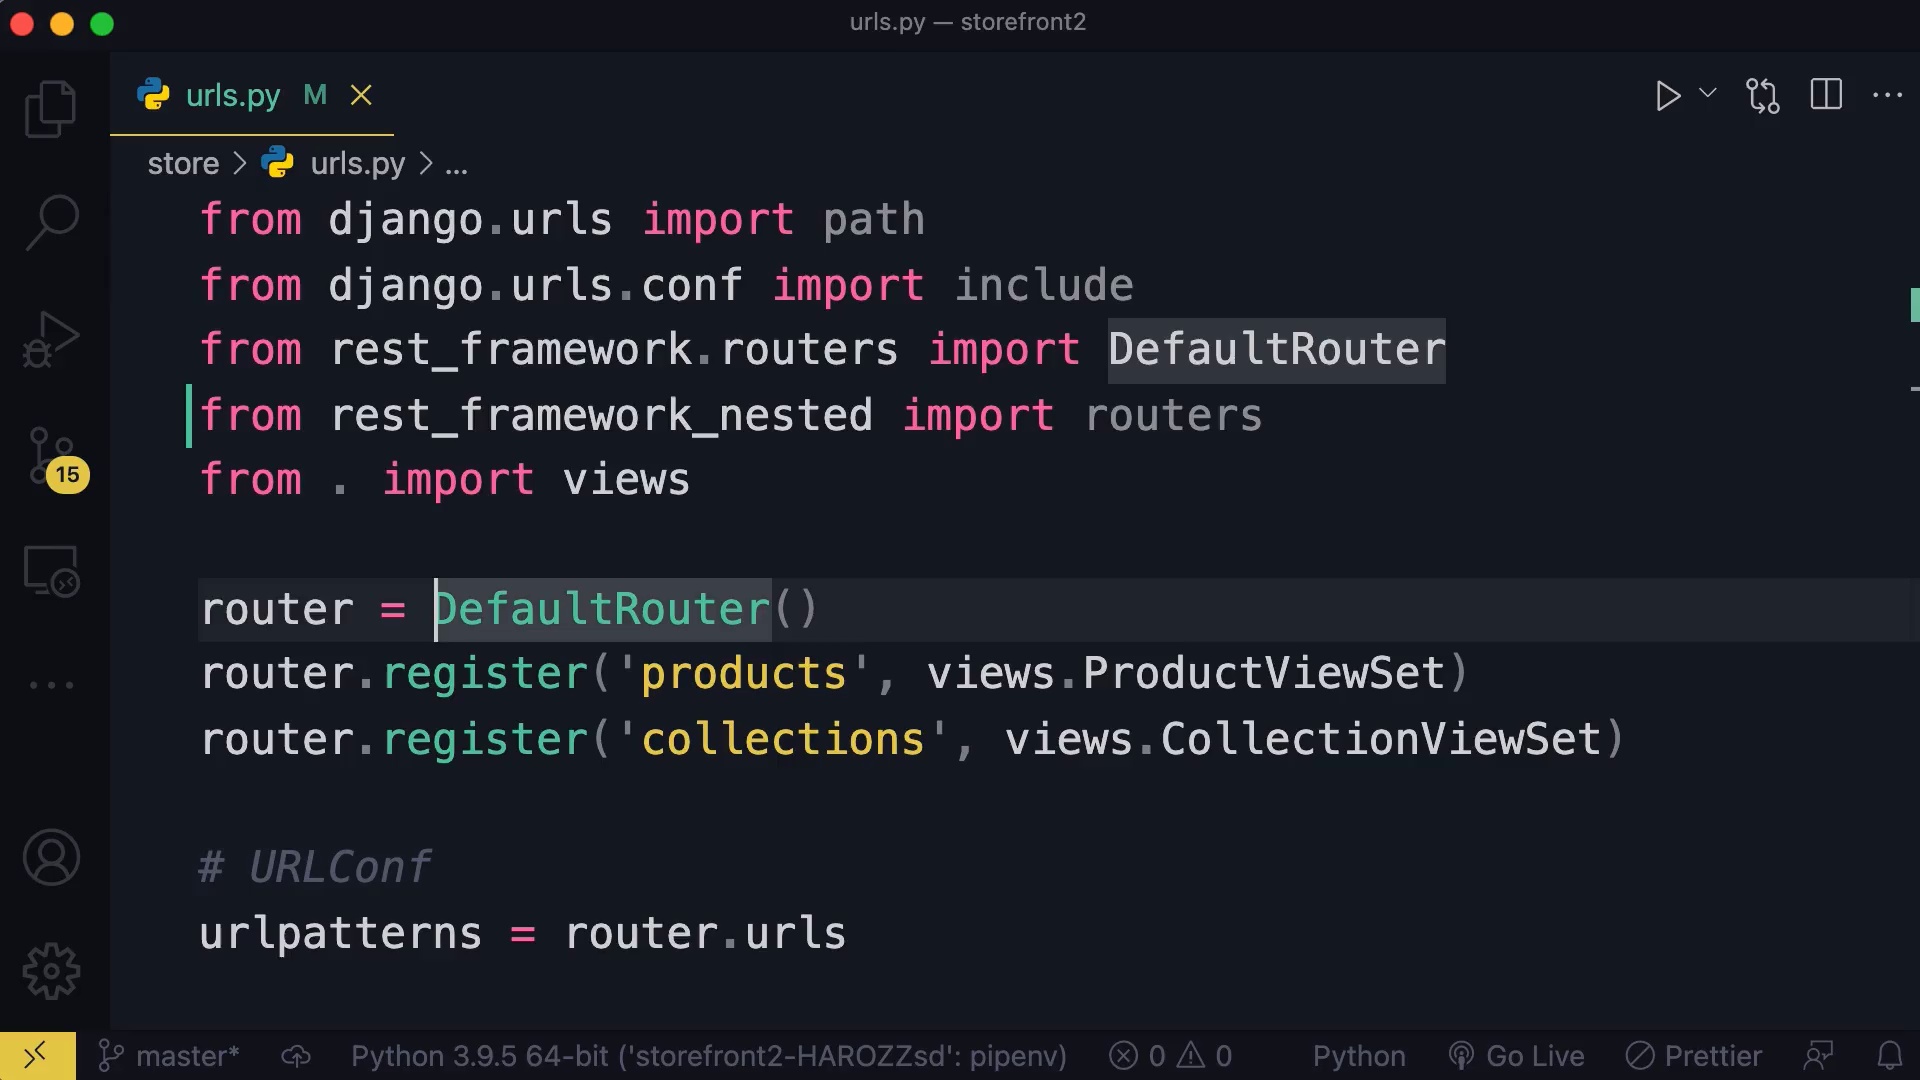 urls.py — storefront2
urls.py M
store > urls.py > ...
from django.urls import path
from django.urls.conf import include
from rest_framework.routers import DefaultRouter
from rest_framework_nested import routers
from . import views
router = DefaultRouter()
router.register('products', views.ProductViewSet)
router.register('collections', views.CollectionViewSet)
# URLConf
urlpatterns = router.urls
15
master* Python 3.9.5 64-bit ('storefront2-HAROZZsd': pipenv) 0 0 Python Go Live Prettier